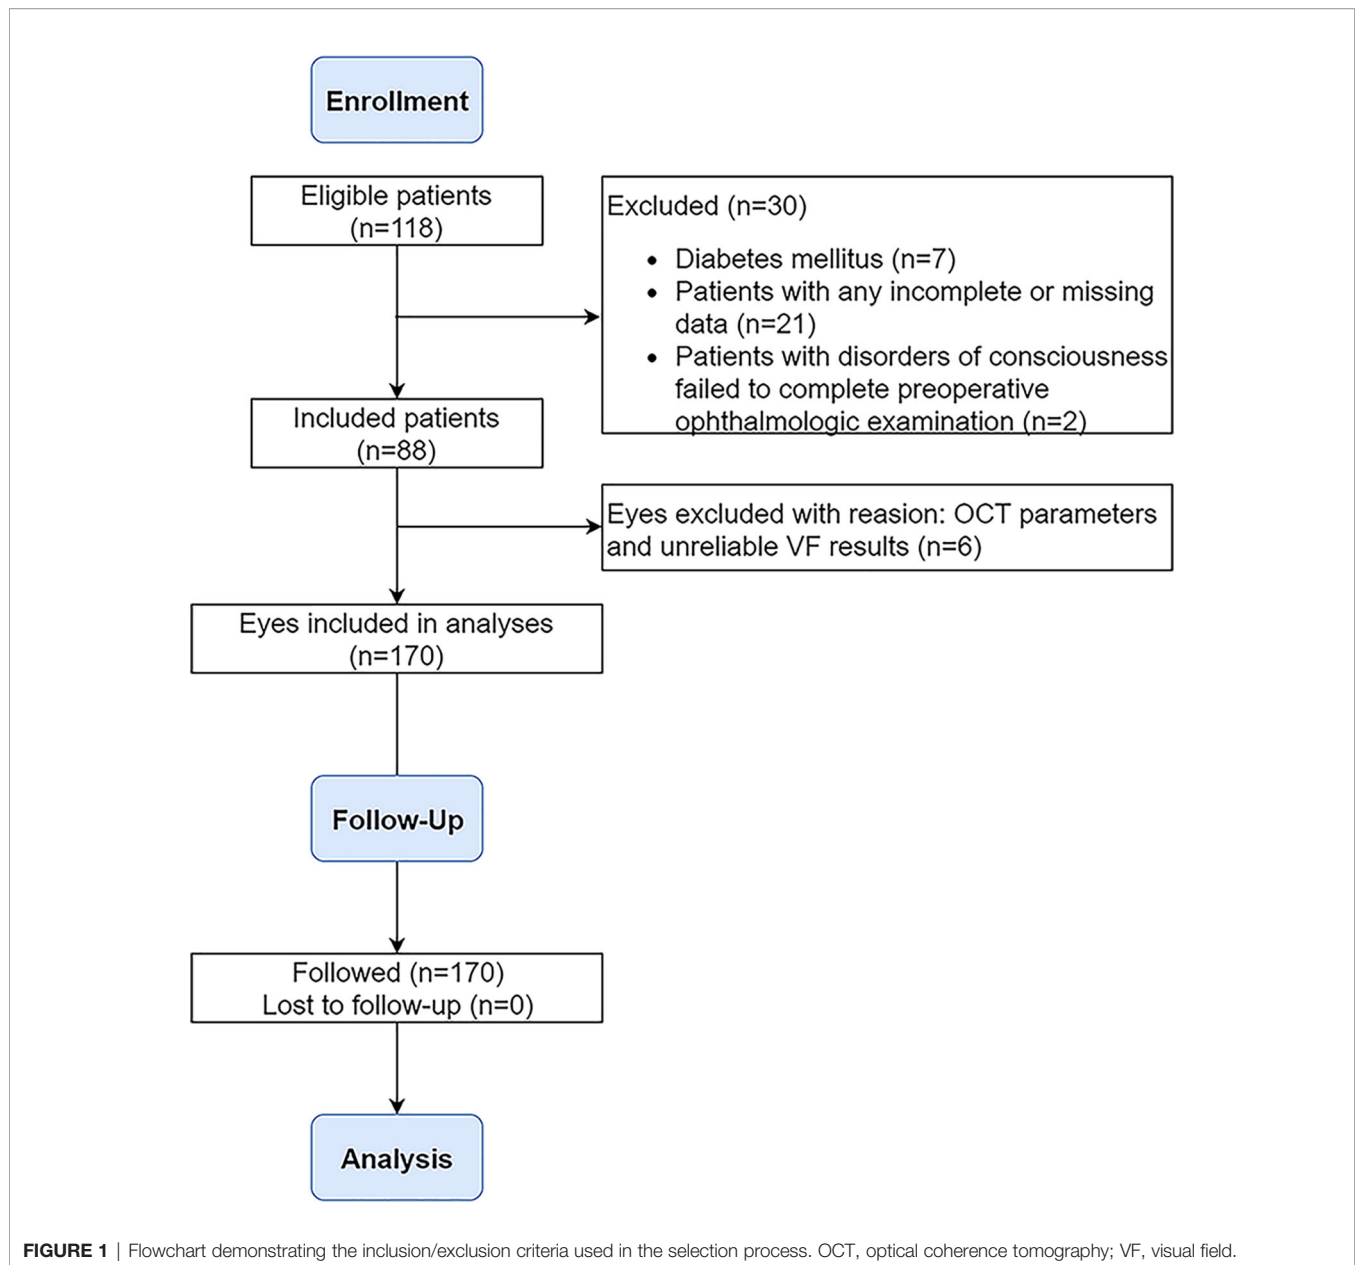 Enrollment
Eligible patients
(n=118)
Excluded (n=30)
• Diabetes mellitus (n=7)
• Patients with any incomplete or missing
data (n=21)
• Patients with disorders of consciousness
failed to complete preoperative
ophthalmologic examination (n=2)
Included patients
(n=88)
Eyes excluded with reasion: OCT parameters
and unreliable VF results (n=6)
Eyes included in analyses
(n=170)
Follow-Up
Followed (n=170)
Lost to follow-up (n=0)
Analysis
FIGURE 1 | Flowchart demonstrating the inclusion/exclusion criteria used in the selection process. OCT, optical coherence tomography; VF, visual field.